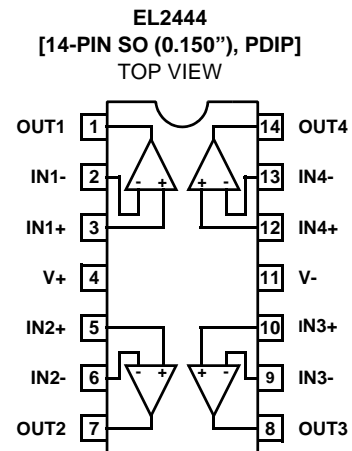 EL2444
[14-PIN SO (0.150”), PDIP]
TOP VIEW
OUT1 1 14 OUT4
IN1- 2 - + + - 13 IN4-
IN1+ 3 12 IN4+
V+ 4 11 V-
IN2+ 5 10 IN3+
IN2- 6 - + + - 9 IN3-
OUT2 7 8 OUT3